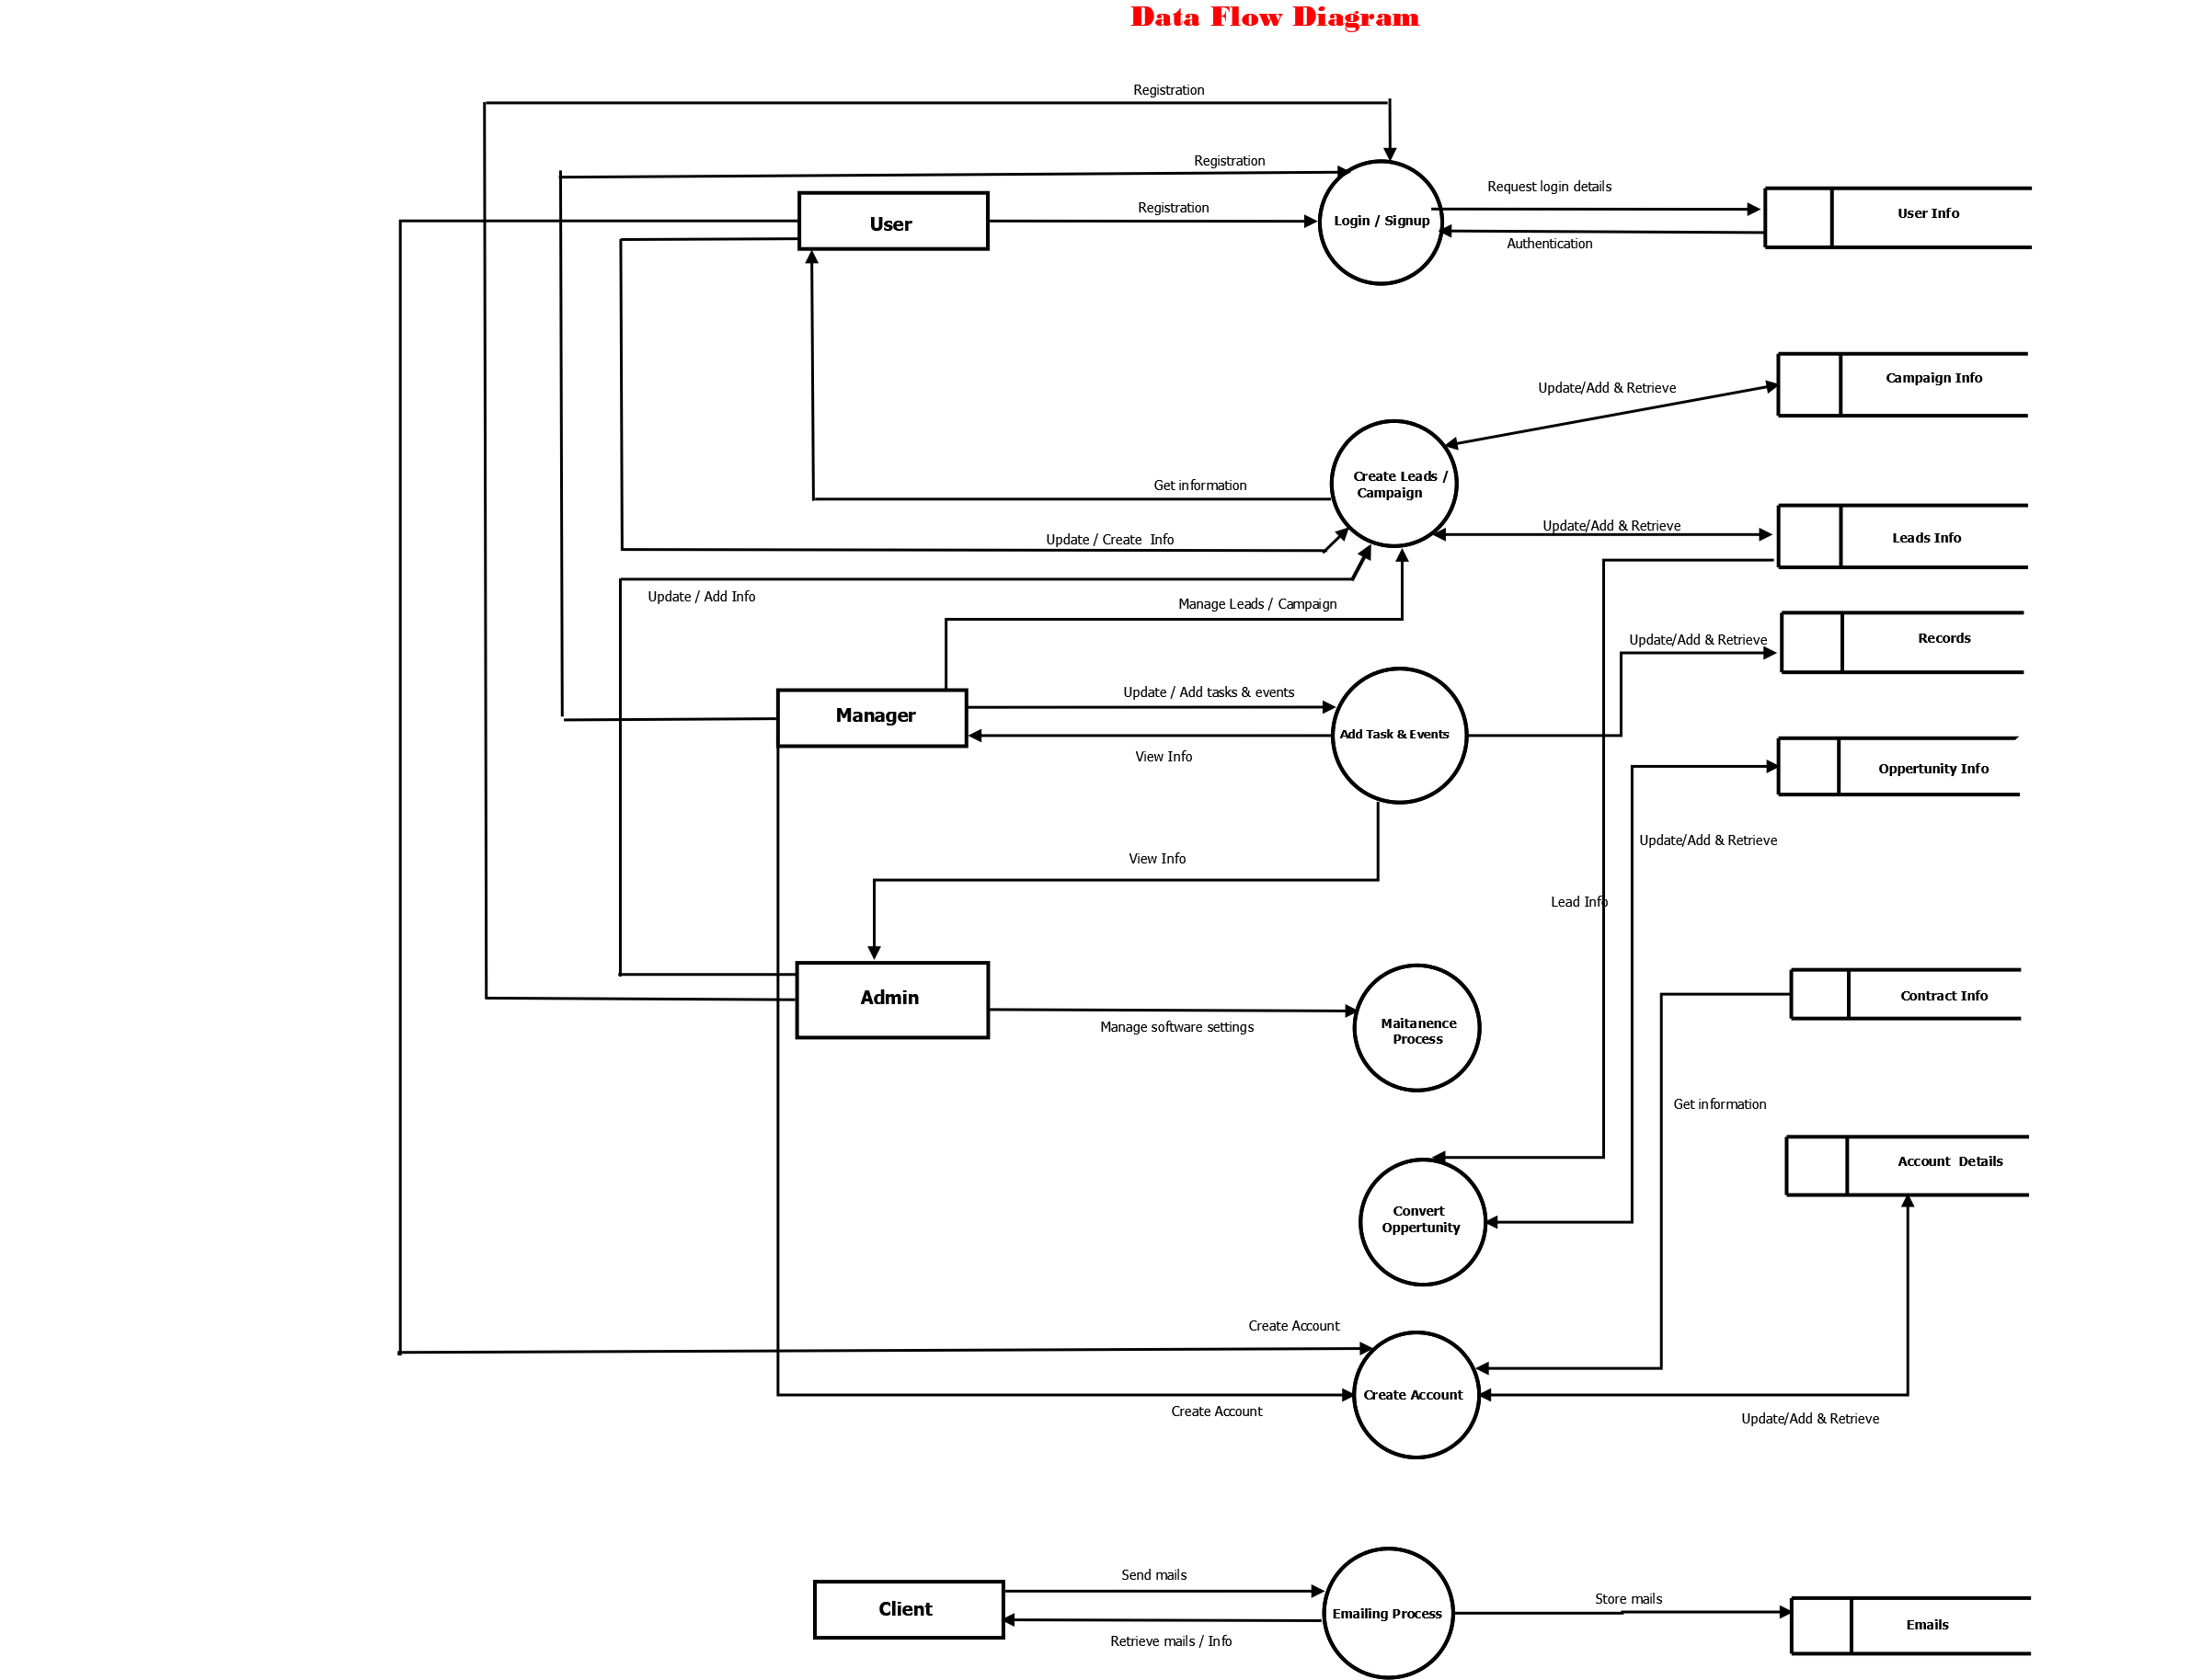 Data Flow Diagram
Registration
Registration
Request login details
Registration
User
Login / Signup
User Info
Authentication
Campaign Info
Update/Add & Retrieve
Create Leads /
Campaign
Get information
Update/Add & Retrieve
Leads Info
Update / Create  Info
Update / Add Info
Manage Leads / Campaign
Update/Add & Retrieve
Records
Update / Add tasks & events
Manager
Add Task & Events
View Info
Oppertunity Info
Update/Add & Retrieve
View Info
Lead Info
Admin
Contract Info
Manage software settings
Maitanence
Process
Get information
Account  Details
Convert
Oppertunity
Create Account
Create Account
Create Account
Update/Add & Retrieve
Send mails
Store mails
Client
Emailing Process
Emails
Retrieve mails / Info